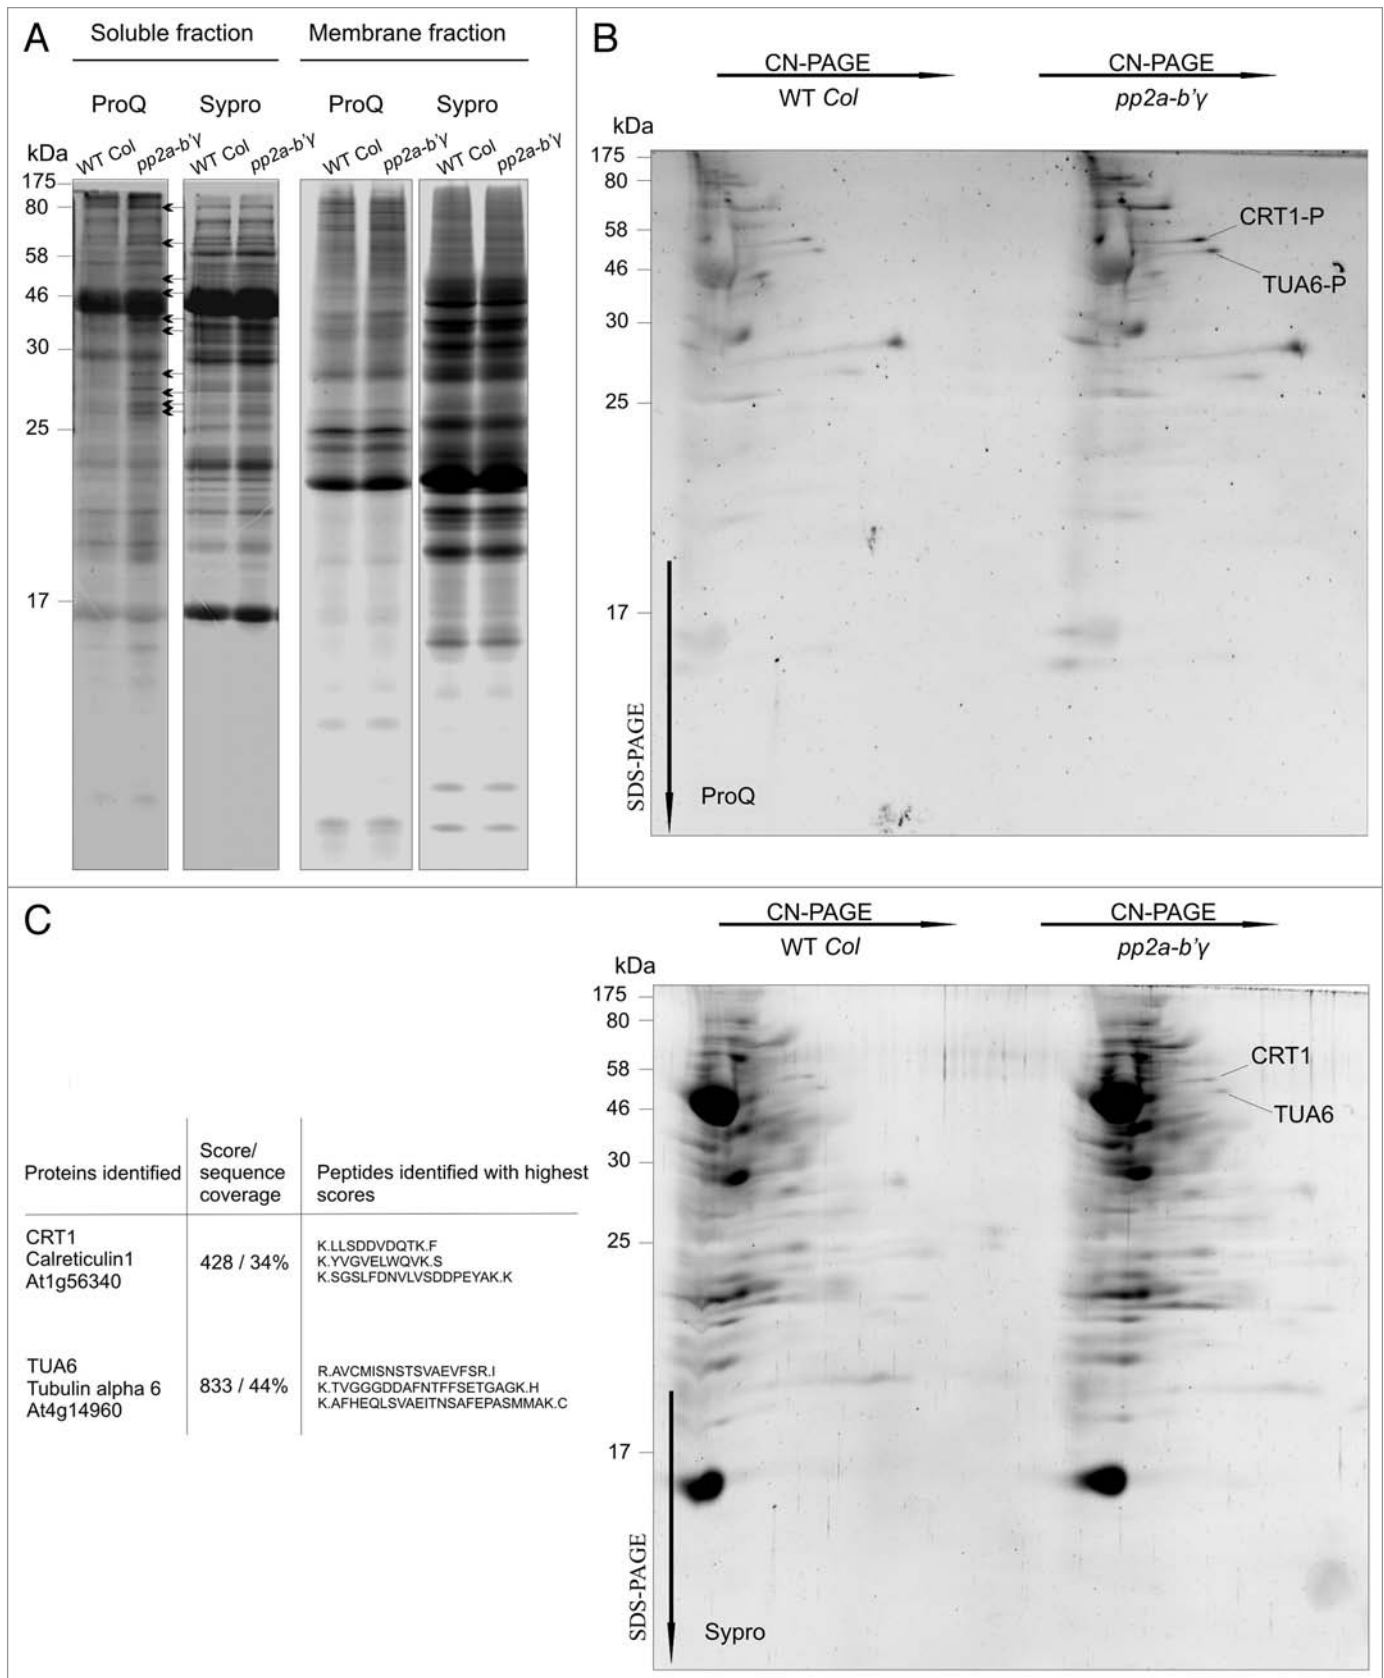 A
Soluble fraction
Membrane fraction
ProQ
Sypro
ProQ
Sypro
kDa
WT Col
pp2a-b'γ
WT Col
pp2a-b'γ
WT Col
pp2a-b'γ
WT Col
pp2a-b'γ
175
80
58
46
30
25
17
B
CN-PAGE
CN-PAGE
WT Col
pp2a-b'γ
kDa
175
80
58
46
30
25
17
CRT1-P
TUA6-P
SDS-PAGE
ProQ
C
CN-PAGE
CN-PAGE
WT Col
pp2a-b'γ
kDa
175
80
58
46
30
25
17
CRT1
TUA6
SDS-PAGE
Sypro
Proteins identified
Score/
sequence
coverage
Peptides identified with highest
scores
CRT1
Calreticulin1
At1g56340
428 / 34%
K.LLSDDVDQTK.F
K.YVGVELWQVK.S
K.SGSLFDNVLVSDDPEYAK.K
TUA6
Tubulin alpha 6
At4g14960
833 / 44%
R.AVCMISNSTSVAEVFSR.I
K.TVGGGDDAFNTFFSETGAGK.H
K.AFHEQLSVAEITNSAFEPASMMAK.C